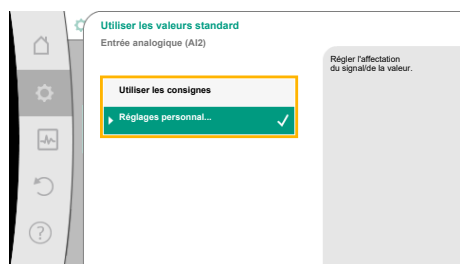 Utiliser les valeurs standard
Entrée analogique (AI2)
Utiliser les consignes
Réglages personnal...
Régler l'affectation
du signal/de la valeur.